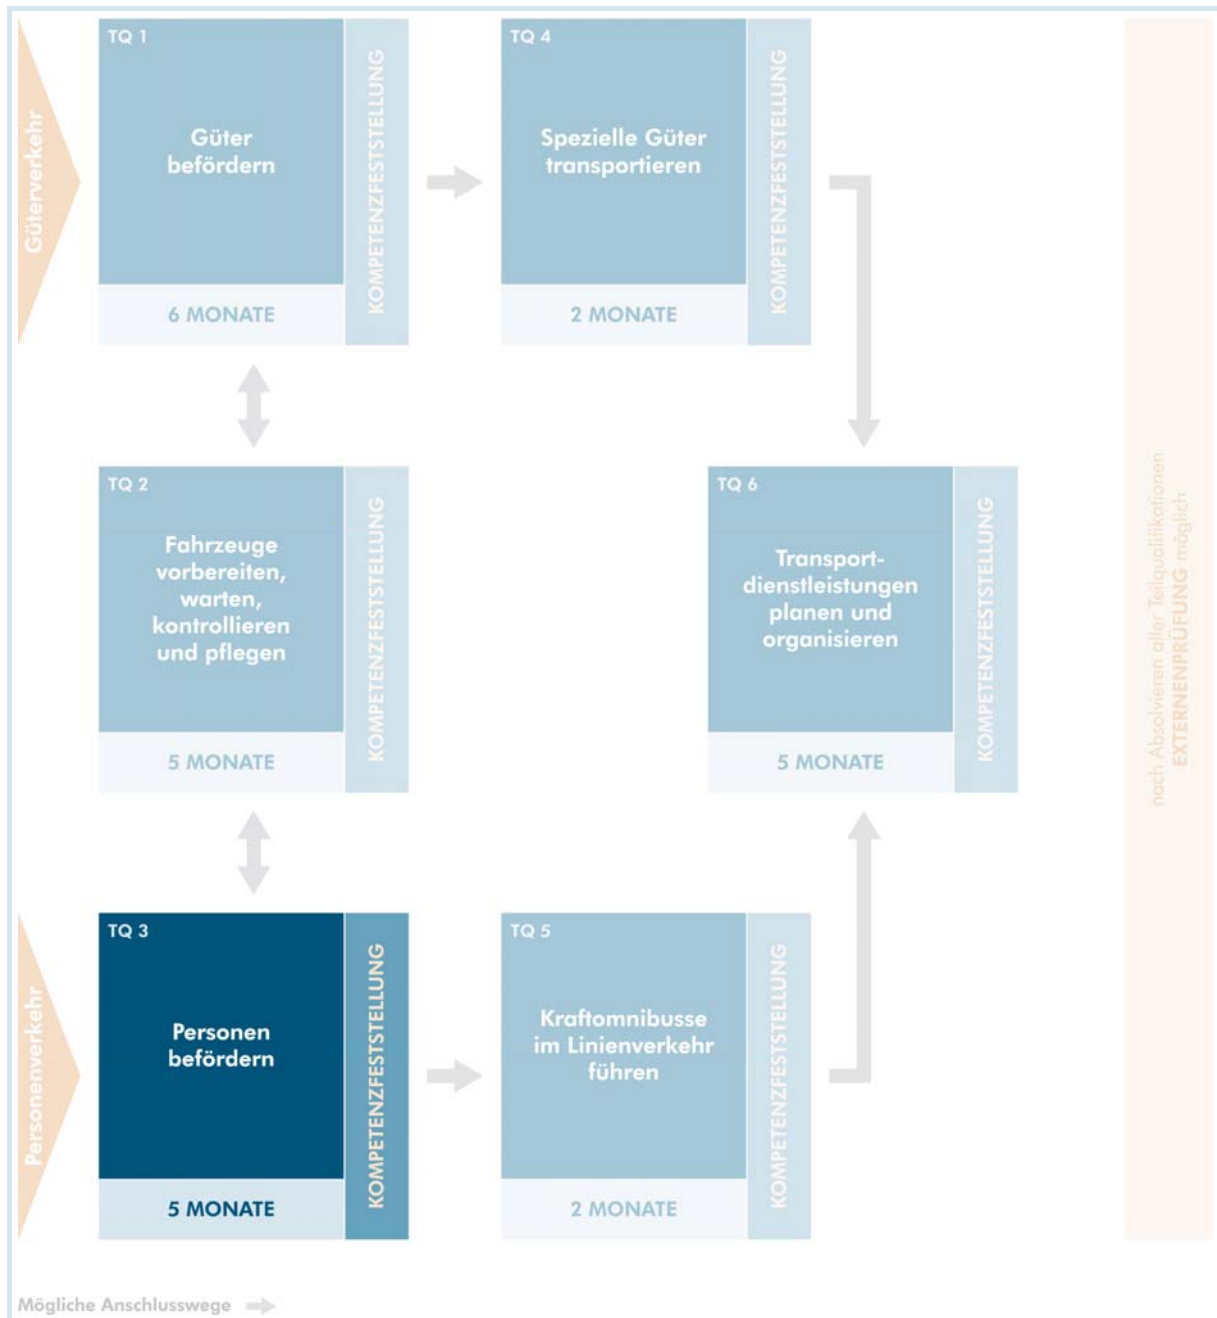 Güterverkehr
TQ 1
Güter
befördern
6 MONATE
KOMPETENZFESTSTELLUNG
TQ 4
Spezielle Güter
transportieren
2 MONATE
KOMPETENZFESTSTELLUNG
TQ 2
Fahrzeuge
vorbereiten,
warten,
kontrollieren
und pflegen
5 MONATE
KOMPETENZFESTSTELLUNG
TQ 6
Transport-
dienstleistungen
planen und
organisieren
5 MONATE
KOMPETENZFESTSTELLUNG
Personenverkehr
TQ 3
Personen
befördern
5 MONATE
KOMPETENZFESTSTELLUNG
TQ 5
Kraftomnibusse
im Linienverkehr
führen
2 MONATE
KOMPETENZFESTSTELLUNG
nach Absolvieren aller Teilqualifikationen
EXTERNENPRÜFUNG möglich
Mögliche Anschlusswege